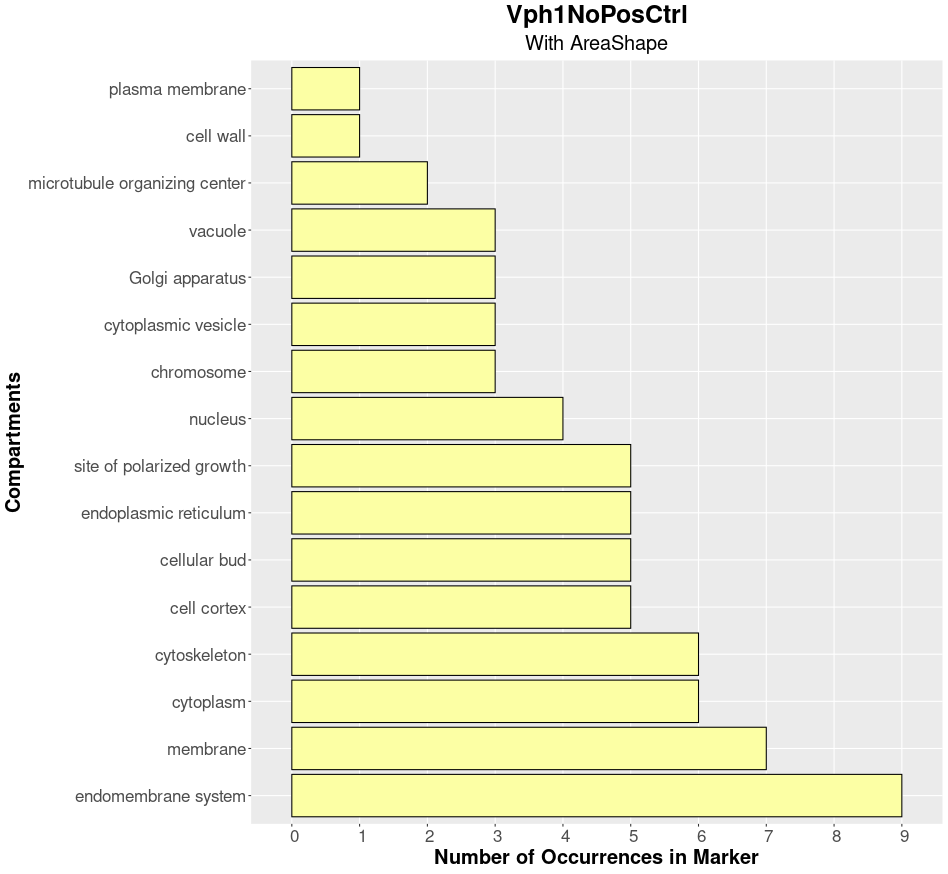 Vph1NoPosCtrl
With AreaShape
Compartments
plasma membrane
cell wall
microtubule organizing center
vacuole
Golgi apparatus
cytoplasmic vesicle
chromosome
nucleus
site of polarized growth
endoplasmic reticulum
cellular bud
cell cortex
cytoskeleton
cytoplasm
membrane
endomembrane system
0 1 2 3 4 5 6 7 8 9
Number of Occurrences in Marker